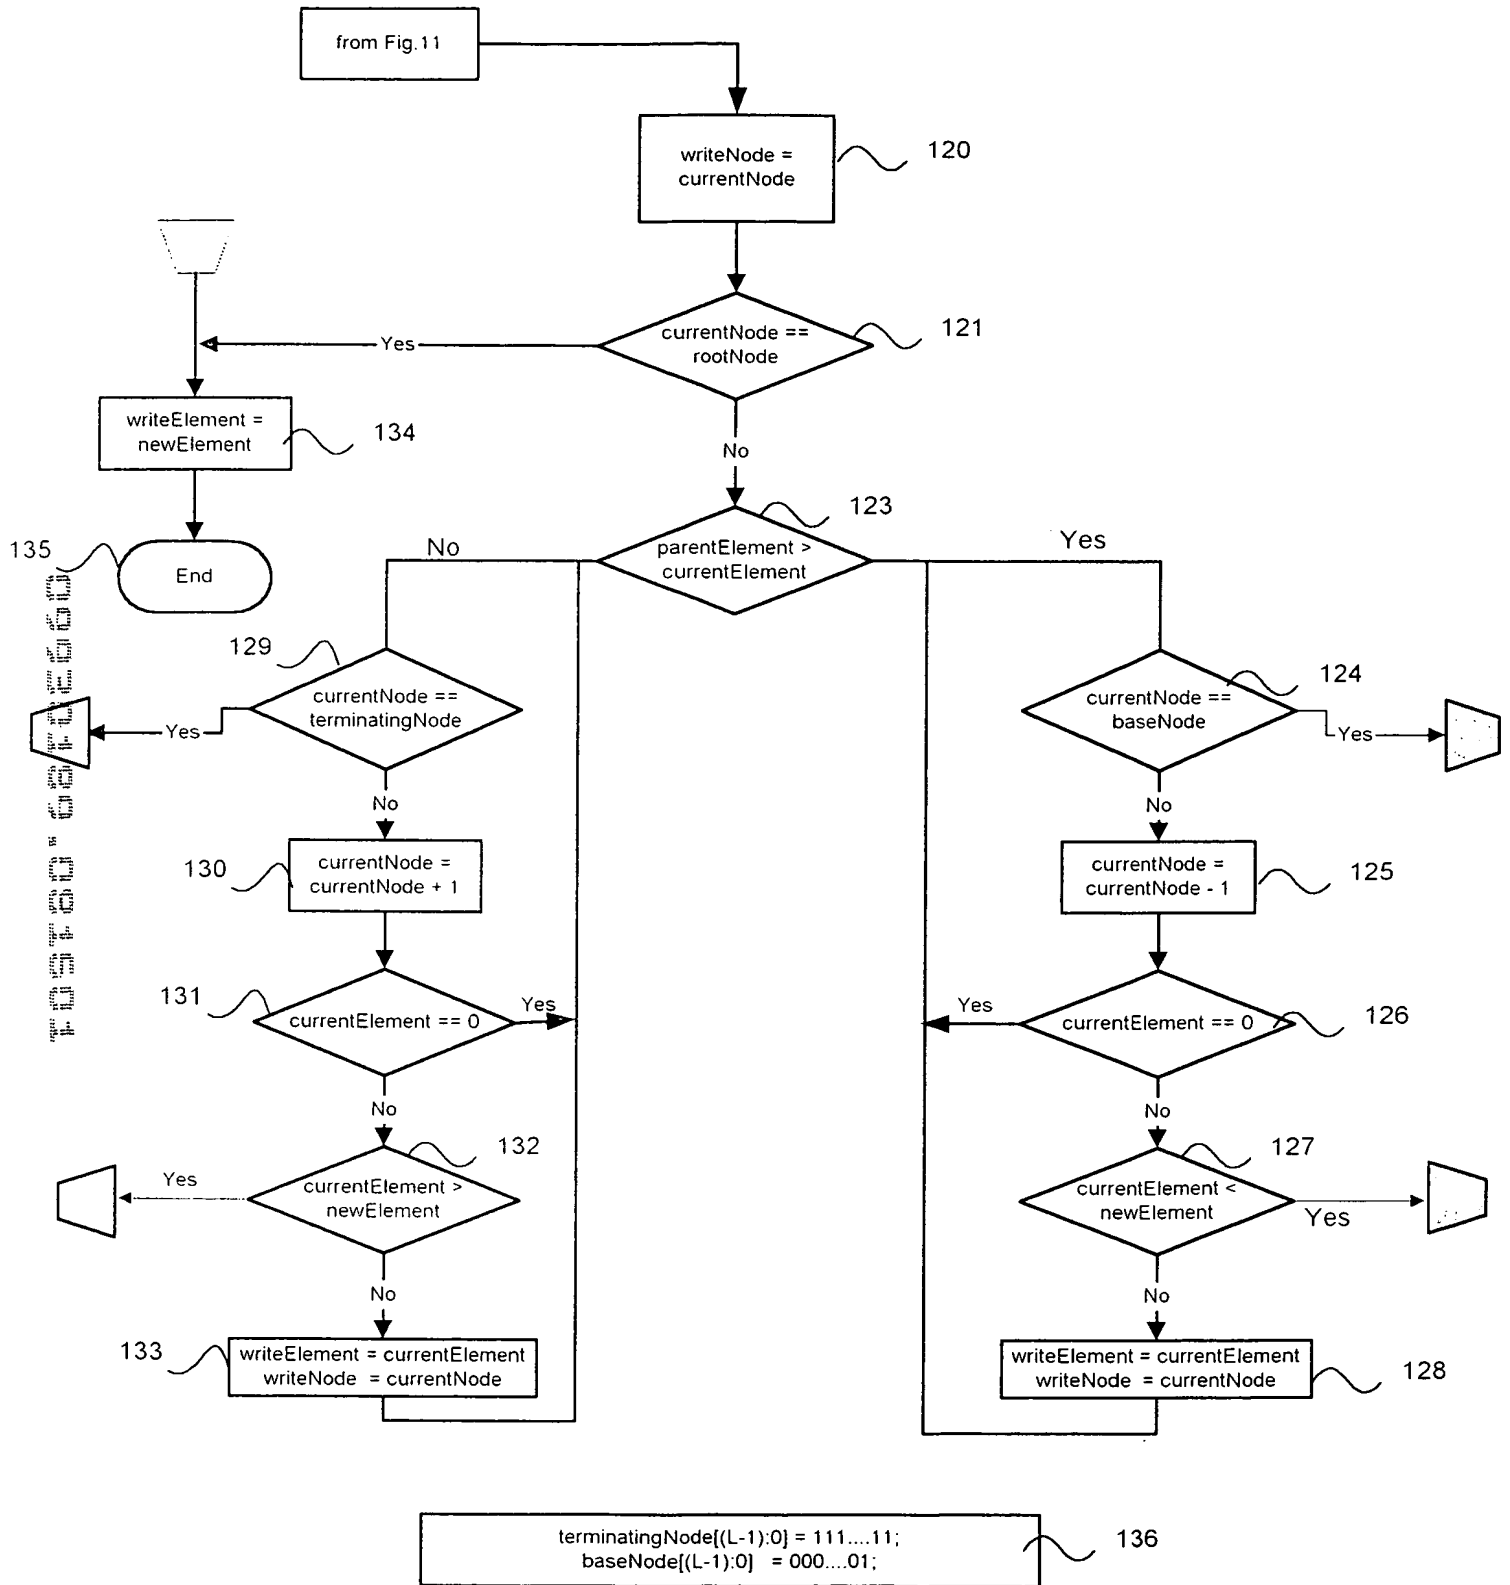 from Fig.11
writeNode =
currentNode
120
currentNode ==
rootNode
121
Yes
writeElement =
newElement
134
No
123
parentElement >
currentElement
No
Yes
135
End
129
currentNode ==
terminatingNode
Yes
124
currentNode ==
baseNode
Yes
No
No
130
currentNode =
currentNode + 1
currentNode =
currentNode - 1
125
131
currentElement == 0
Yes
Yes
currentElement == 0
126
No
No
132
currentElement >
newElement
Yes
127
currentElement <
newElement
Yes
No
No
133
writeElement = currentElement
writeNode = currentNode
writeElement = currentElement
writeNode = currentNode
128
terminatingNode[(L-1):0] = 111....11;
baseNode[(L-1):0] = 000....01;
136